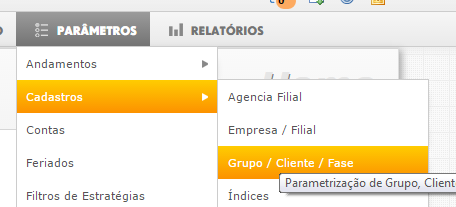 PARÂMETROS
RELATÓRIOS
Andamentos
Cadastros
Contas
Feriados
Filtros de Estratégias
Agencia Filial
Empresa / Filial
Grupo / Cliente / Fase
Parametrização de Grupo, Client
Índices